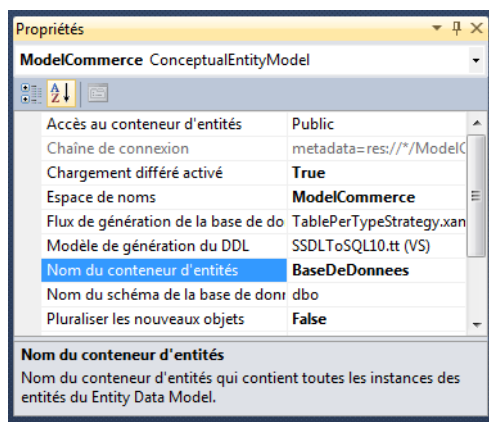 Propriétés
ModelCommerce ConceptualEntityModel
Accès au conteneur d'entités Public
Chaîne de connexion metadata=res://*/ModelC
Chargement différé activé True
Espace de noms ModelCommerce
Flux de génération de la base de do TablePerTypeStrategy.xan
Modèle de génération du DDL SSDLToSQL10.tt (VS)
Nom du conteneur d'entités BaseDeDonnees
Nom du schéma de la base de donr dbo
Pluraliser les nouveaux objets False
Nom du conteneur d'entités
Nom du conteneur d'entités qui contient toutes les instances des
entités du Entity Data Model.